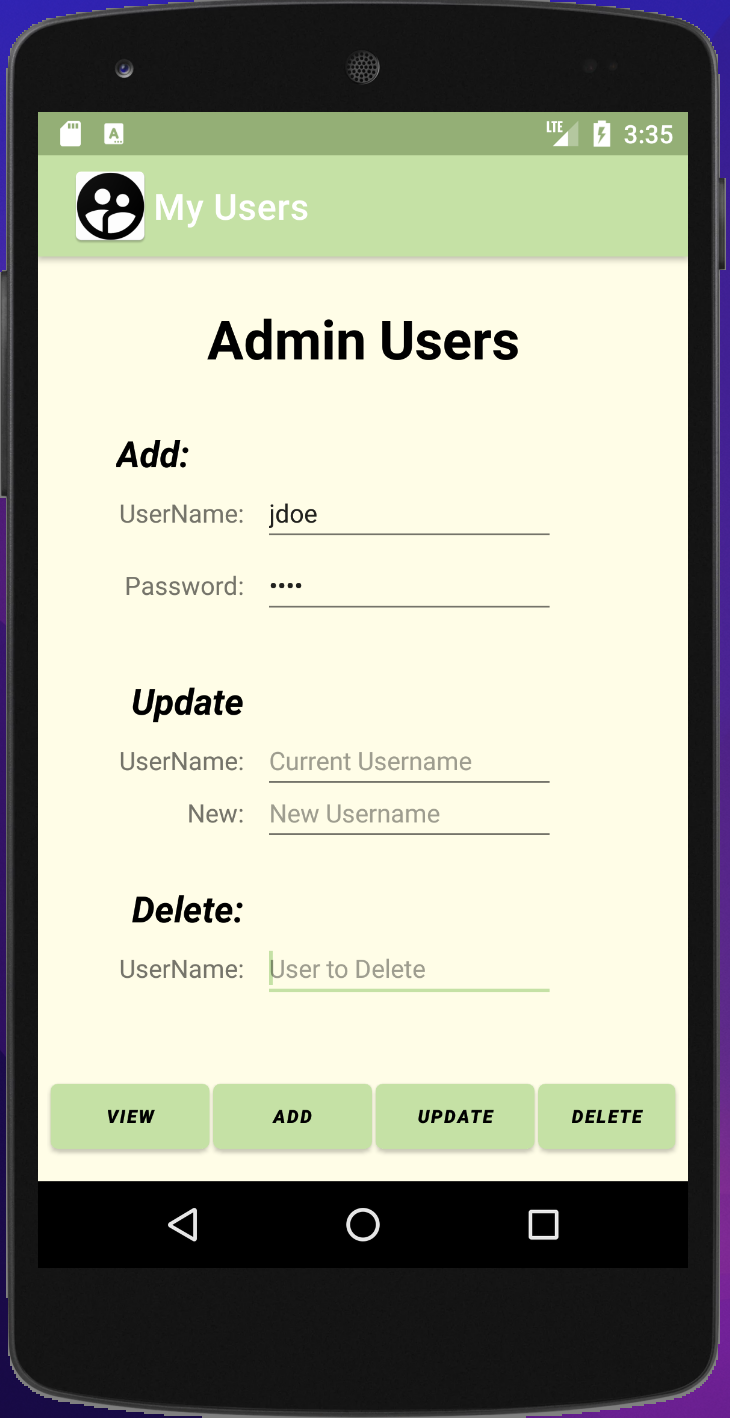 LTE 3:35
My Users
Admin Users
Add:
UserName: jdoe
Password: ••••
Update
UserName: Current Username
New: New Username
Delete:
UserName: User to Delete
VIEW ADD UPDATE DELETE